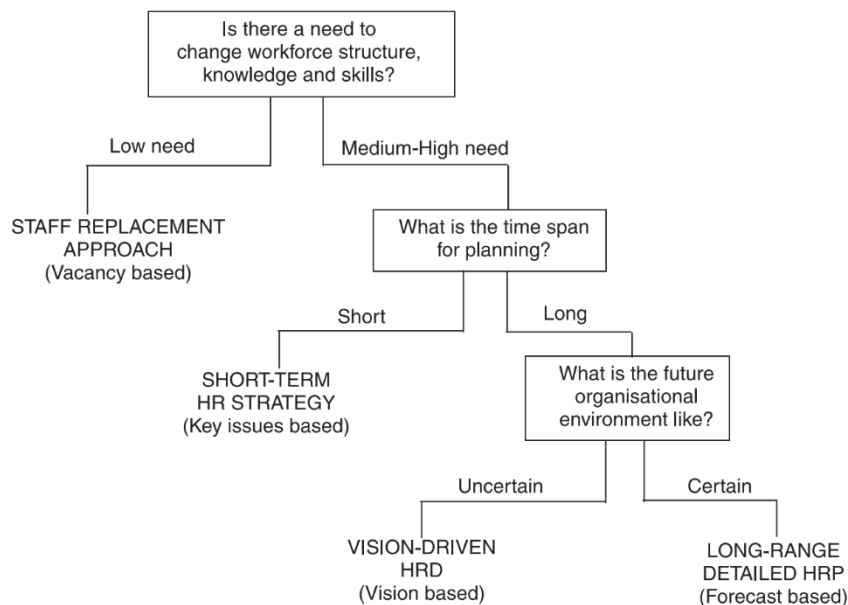 Is there a need to
change workforce structure,
knowledge and skills?
Low need
Medium-High need
STAFF REPLACEMENT
APPROACH
(Vacancy based)
What is the time span
for planning?
Short
Long
SHORT-TERM
HR STRATEGY
(Key issues based)
What is the future
organisational
environment like?
Uncertain
Certain
VISION-DRIVEN
HRD
(Vision based)
LONG-RANGE
DETAILED HRP
(Forecast based)